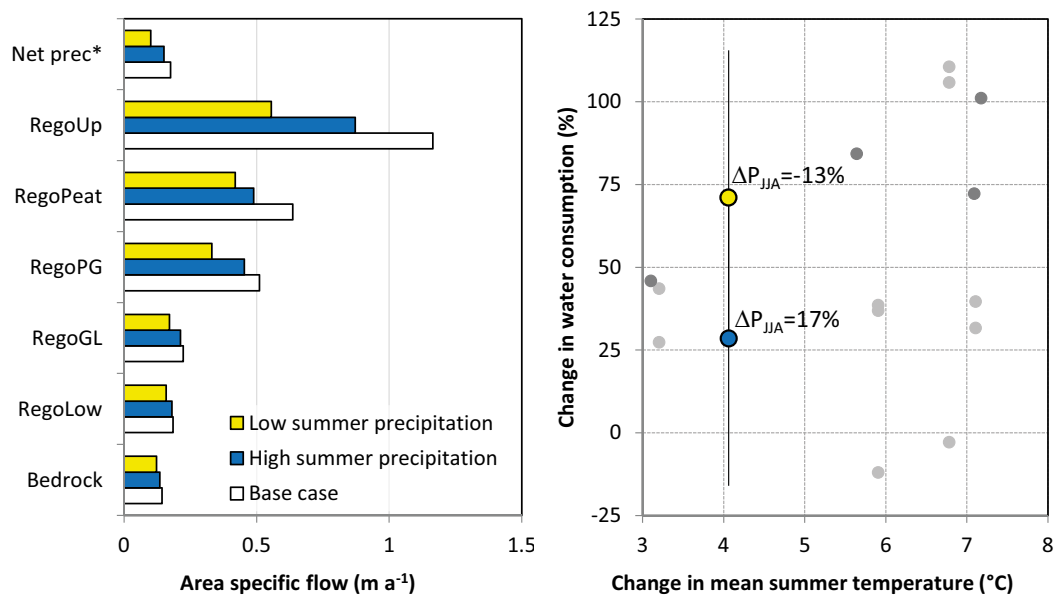 Net prec*
RegoUp
RegoPeat
RegoPG
RegoGL
RegoLow
Bedrock
Low summer precipitation
High summer precipitation
Base case
0
0.5
1
1.5
Area specific flow (m a⁻¹)
Change in water consumption (%)
125
100
75
50
25
0
-25
ΔP_JJA=-13%
ΔP_JJA=17%
3
4
5
6
7
8
Change in mean summer temperature (°C)